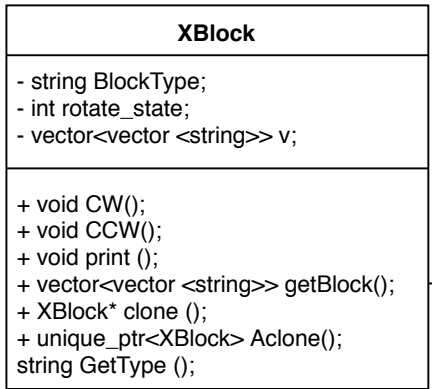 XBlock
- string BlockType;
- int rotate_state;
- vector<vector <string>> v;
+ void CW();
+ void CCW();
+ void print ();
+ vector<vector <string>> getBlock();
+ XBlock* clone ();
+ unique_ptr<XBlock> Aclone();
string GetType ();